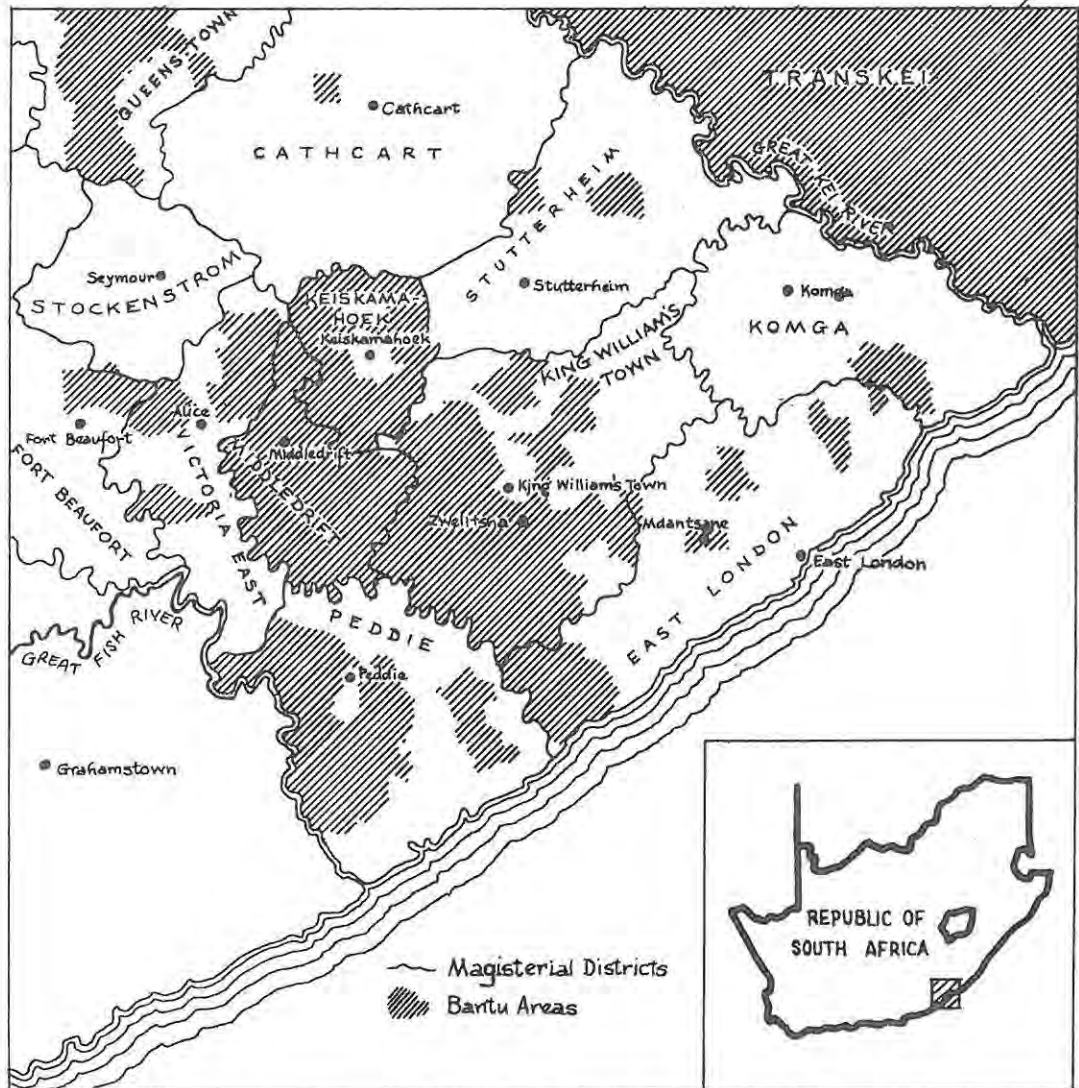 QUEENSTOWN
TRANSKEI
Cathcart
CATHCART
GREAT KEI RIVER
STUTTERHEIM
Seymour
STOCKENSTROM
KEISKAMA-
HOEK
Keiskamahoek
Stutterheim
Komga
KOMGA
KING WILLIAM'S
TOWN
Alice
Fort Beaufort
FORT BEAUFORT
VICTORIA EAST
Middledrift
MIDDLEDRIFT
King William's Town
Zwelitsha
Mdantsane
East London
EAST LONDON
PEDDIE
GREAT FISH RIVER
Peddie
Grahamstown
Magisterial Districts
Bantu Areas
REPUBLIC OF
SOUTH AFRICA